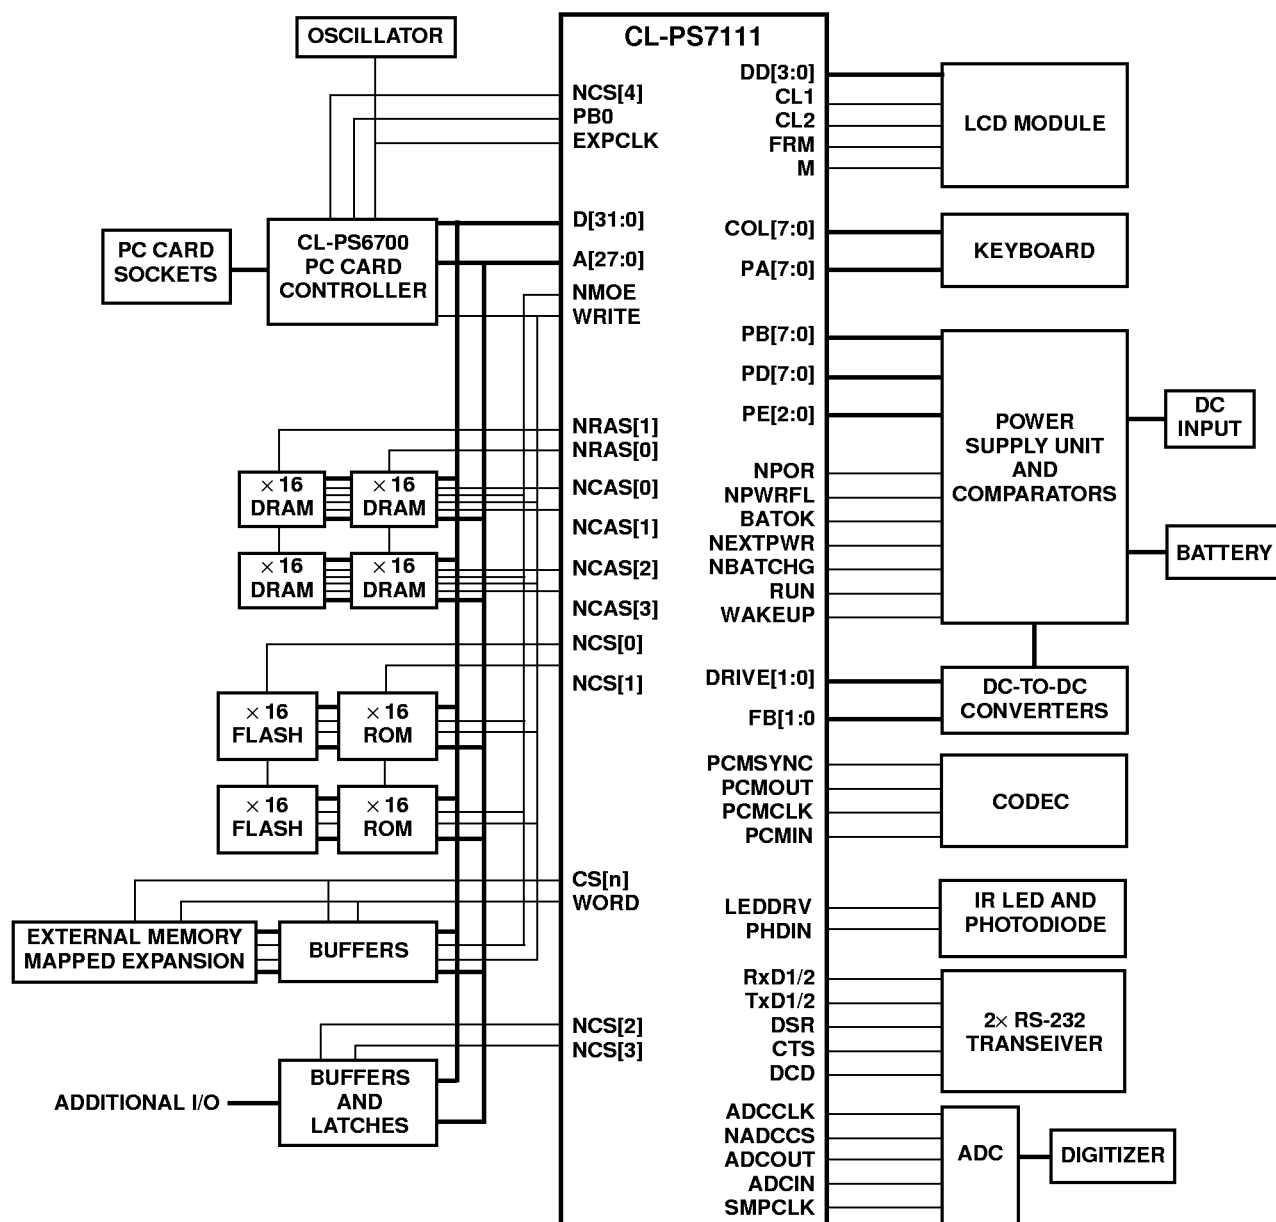 OSCILLATOR
CL-PS7111
NCS[4]
PB0
EXPCLK
D[31:0]
A[27:0]
NMOE
WRITE
PC CARD
SOCKETS
CL-PS6700
PC CARD
CONTROLLER
NRAS[1]
NRAS[0]
NCAS[0]
NCAS[1]
NCAS[2]
NCAS[3]
NCS[0]
NCS[1]
× 16
DRAM
× 16
DRAM
× 16
DRAM
× 16
DRAM
× 16
FLASH
× 16
ROM
× 16
FLASH
× 16
ROM
CS[n]
WORD
EXTERNAL MEMORY
MAPPED EXPANSION
BUFFERS
NCS[2]
NCS[3]
ADDITIONAL I/O
BUFFERS
AND
LATCHES
DD[3:0]
CL1
CL2
FRM
M
LCD MODULE
COL[7:0]
PA[7:0]
KEYBOARD
PB[7:0]
PD[7:0]
PE[2:0]
NPOR
NPWRFL
BATOK
NEXTPWR
NBATCHG
RUN
WAKEUP
POWER
SUPPLY UNIT
AND
COMPARATORS
DC
INPUT
BATTERY
DRIVE[1:0]
FB[1:0
DC-TO-DC
CONVERTERS
PCMSYNC
PCMOUT
PCMCLK
PCMIN
CODEC
LEDDRV
PHDIN
IR LED AND
PHOTODIODE
RxD1/2
TxD1/2
DSR
CTS
DCD
2× RS-232
TRANSEIVER
ADCCLK
NADCCS
ADCOUT
ADCIN
SMPCLK
ADC
DIGITIZER